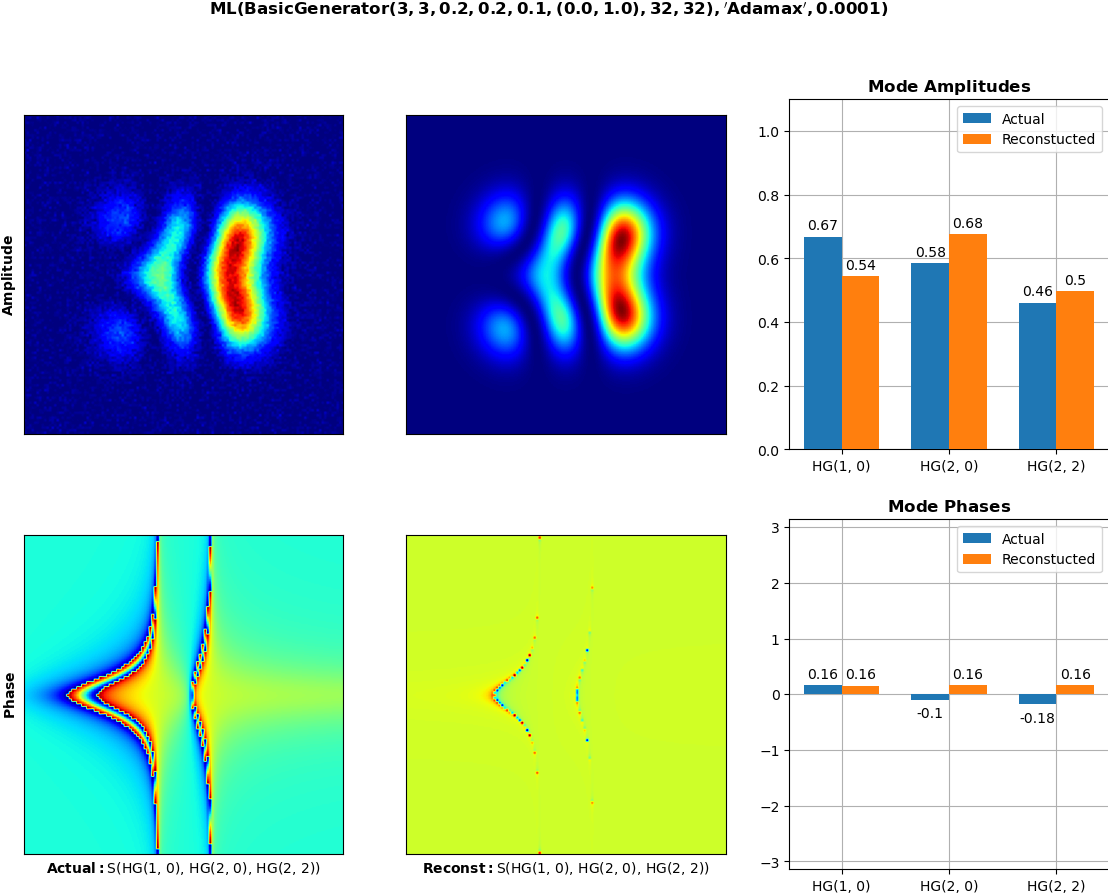 ML(BasicGenerator(3, 3, 0.2, 0.2, 0.1, (0.0, 1.0), 32, 32), ′Adamax′, 0.0001)
Amplitude
Mode Amplitudes
Actual
Reconstucted
1.0
0.8
0.6
0.4
0.2
0.0
0.67
0.54
0.58
0.68
0.46
0.5
HG(1, 0)
HG(2, 0)
HG(2, 2)
Phase
Actual: S(HG(1, 0), HG(2, 0), HG(2, 2))
Reconst: S(HG(1, 0), HG(2, 0), HG(2, 2))
Mode Phases
Actual
Reconstucted
3
2
1
0
−1
−2
−3
0.16
0.16
-0.1
0.16
-0.18
0.16
HG(1, 0)
HG(2, 0)
HG(2, 2)